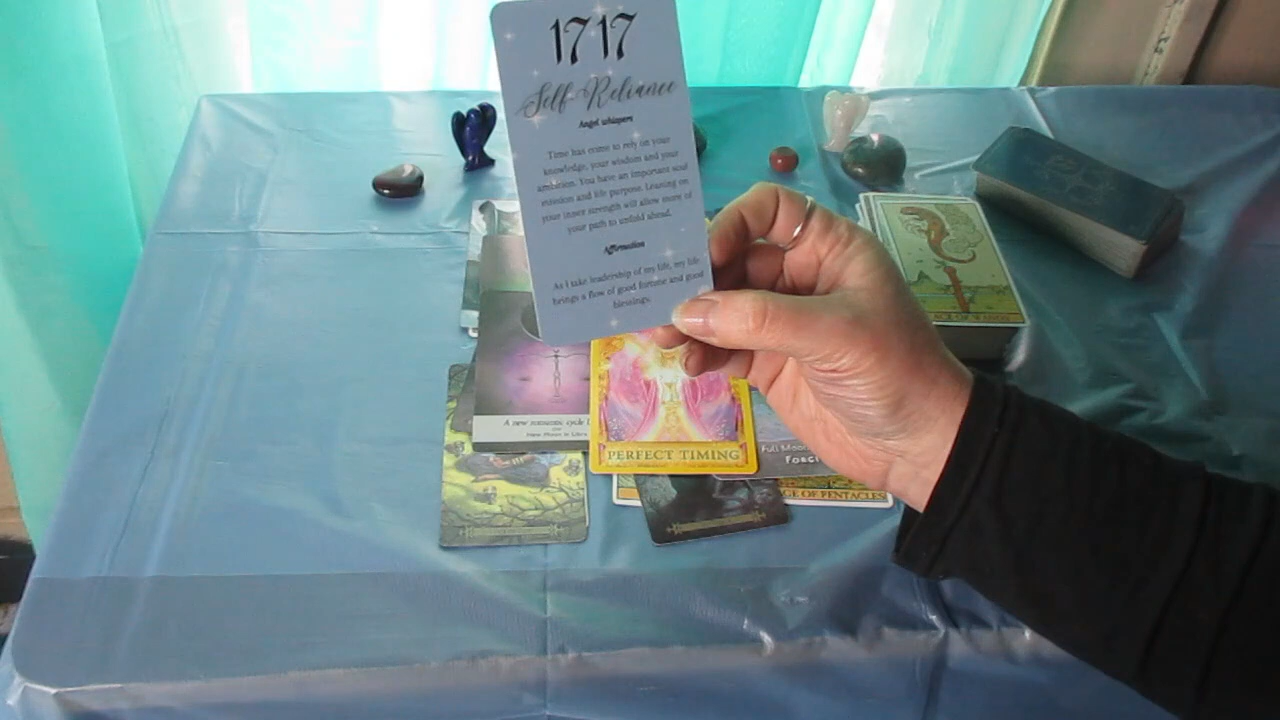 1717
Self-Reliance
Angel whispers
Time has come to rely on your
knowledge, your wisdom and your
ambition. You have an important soul
mission and life purpose. Leaning on
your inner strength will allow more of
your path to unfold ahead.
Affirmation
As I take leadership of my life, my life
brings a flow of good fortune and good
blessings.
ACE OF WANDS
A new romantic cycle
New Moon in Libra
PERFECT TIMING
Full Moon
GE OF PENTACLES